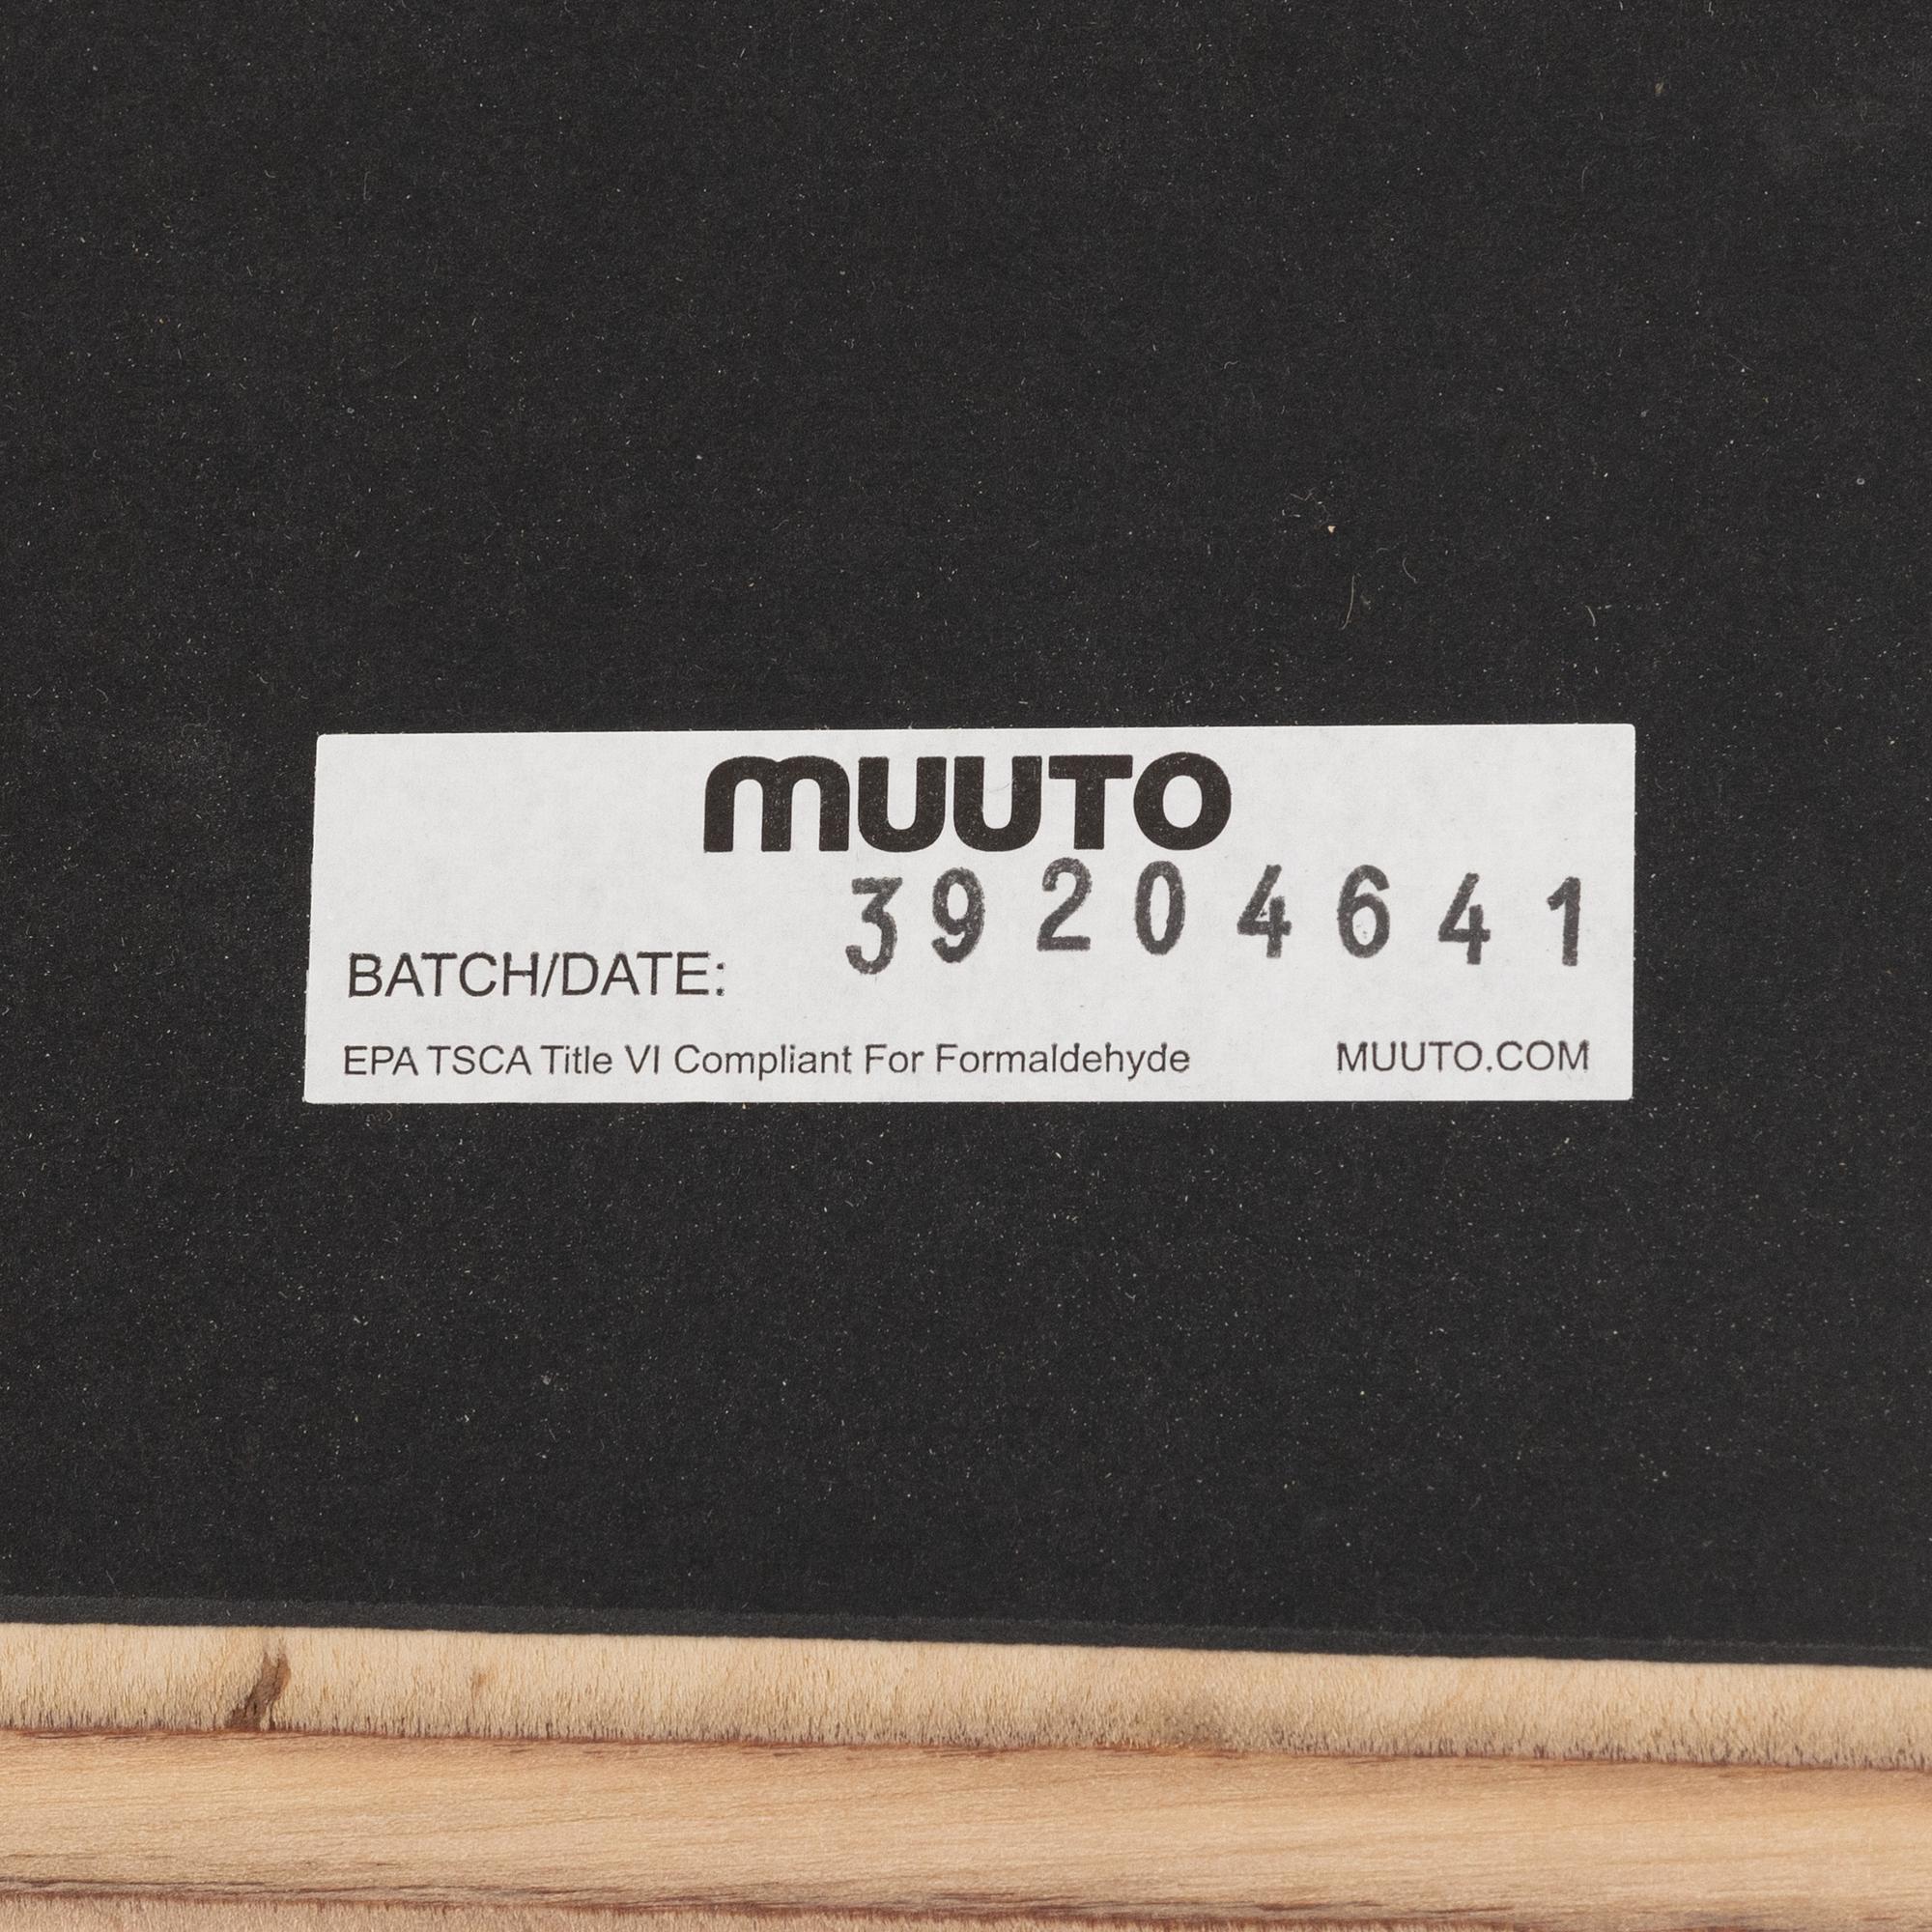 MUUTO
39204641
BATCH/DATE:
EPA TSCA Title VI Compliant For Formaldehyde MUUTO.COM